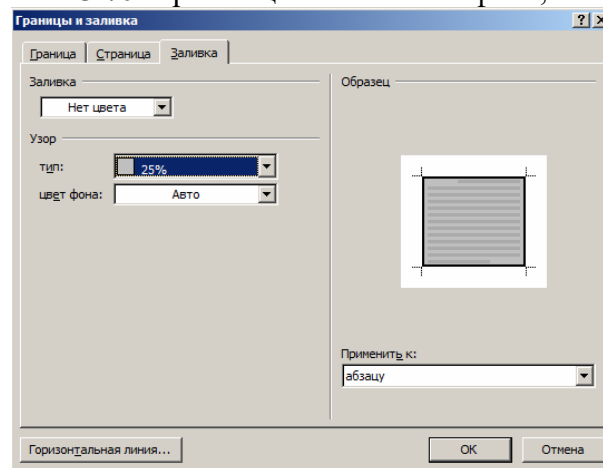 Границы и заливка
Граница Страница Заливка
Заливка
Нет цвета
Узор
тип: 25%
цвет фона: Авто
Образец
Применить к:
абзацу
Горизонтальная линия... ОК Отмена